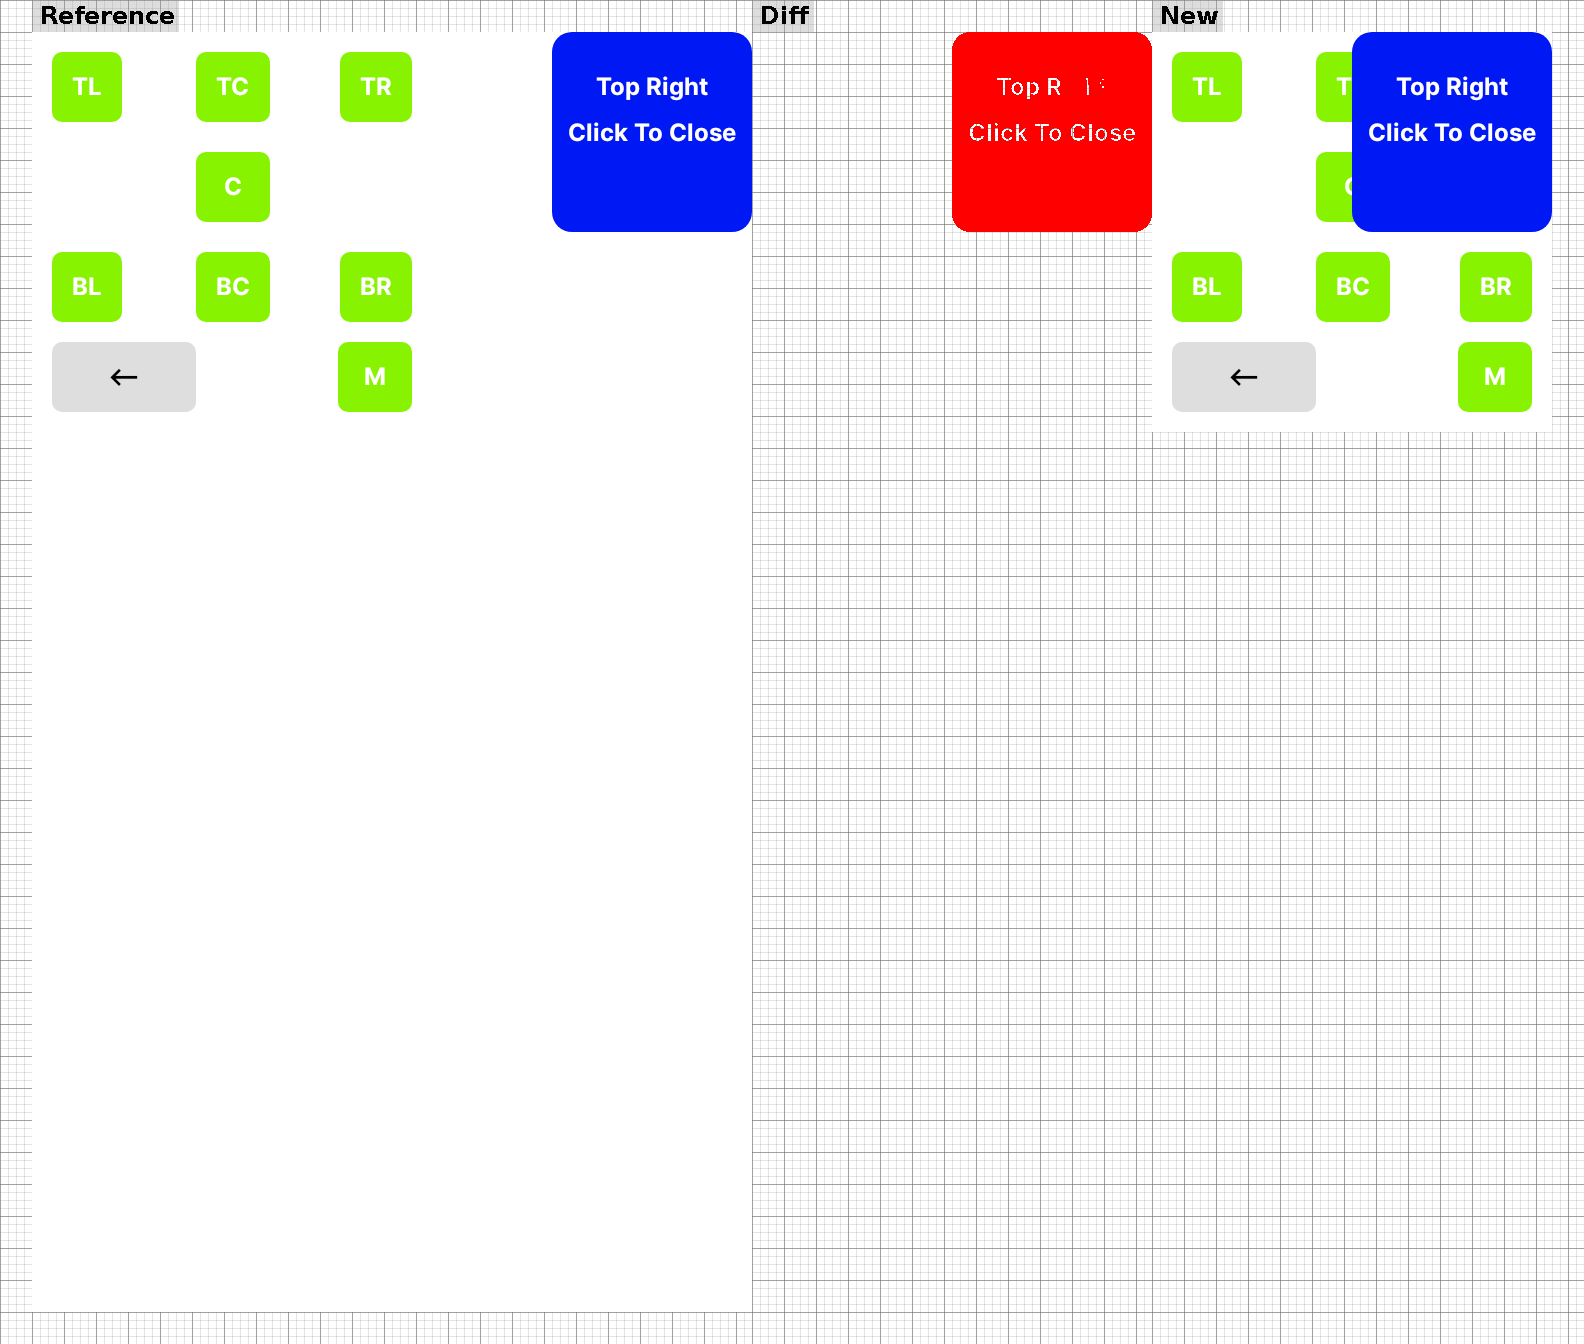 Reference
TL TC TR
Top Right
Click To Close
C
BL BC BR
← M
Diff
Top R
Click To Close
New
TL T
Top Right
Click To Close
BL BC BR
← M